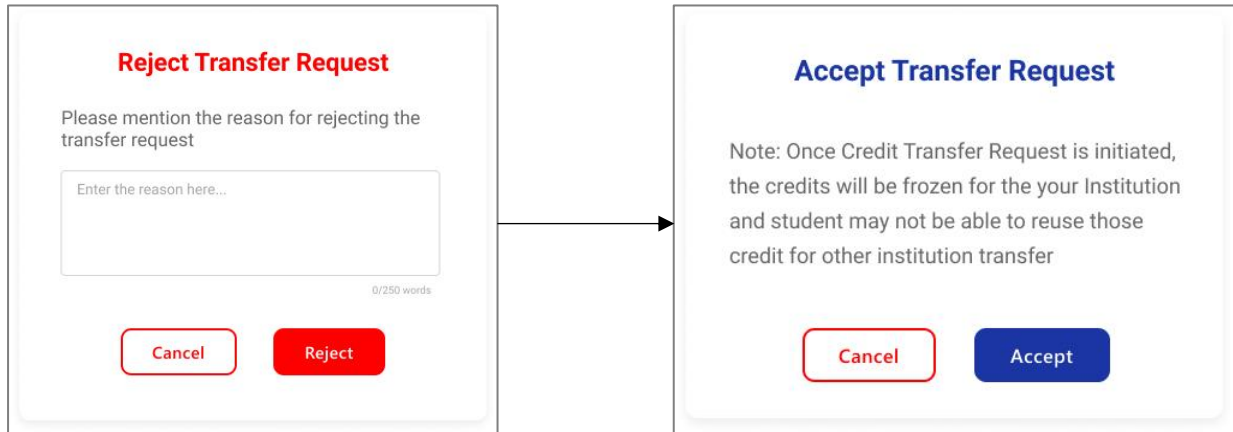 Reject Transfer Request
Please mention the reason for rejecting the
transfer request
Enter the reason here...
0/250 words
Cancel
Reject
Accept Transfer Request
Note: Once Credit Transfer Request is initiated,
the credits will be frozen for the your Institution
and student may not be able to reuse those
credit for other institution transfer
Cancel
Accept